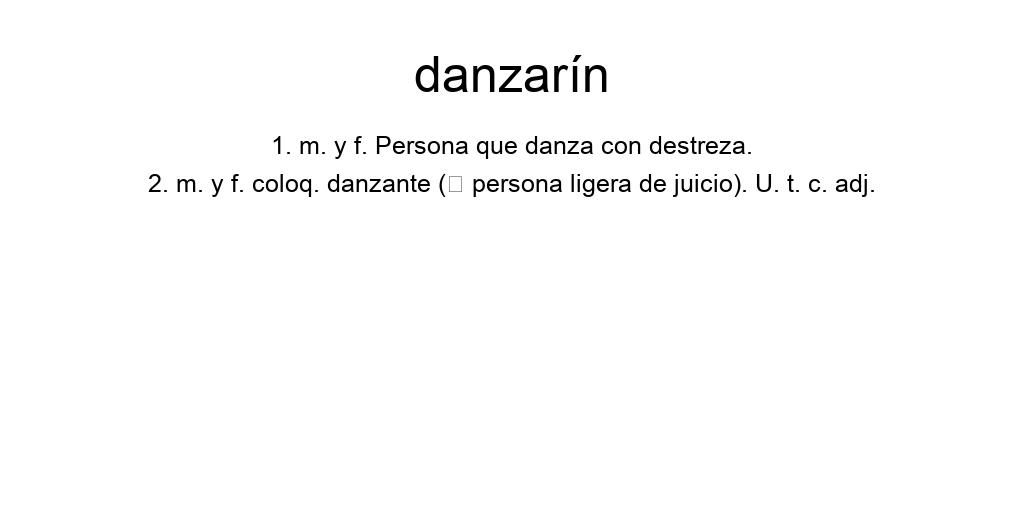 danzarín
1. m. y f. Persona que danza con destreza.
2. m. y f. coloq. danzante (▯ persona ligera de juicio). U. t. c. adj.